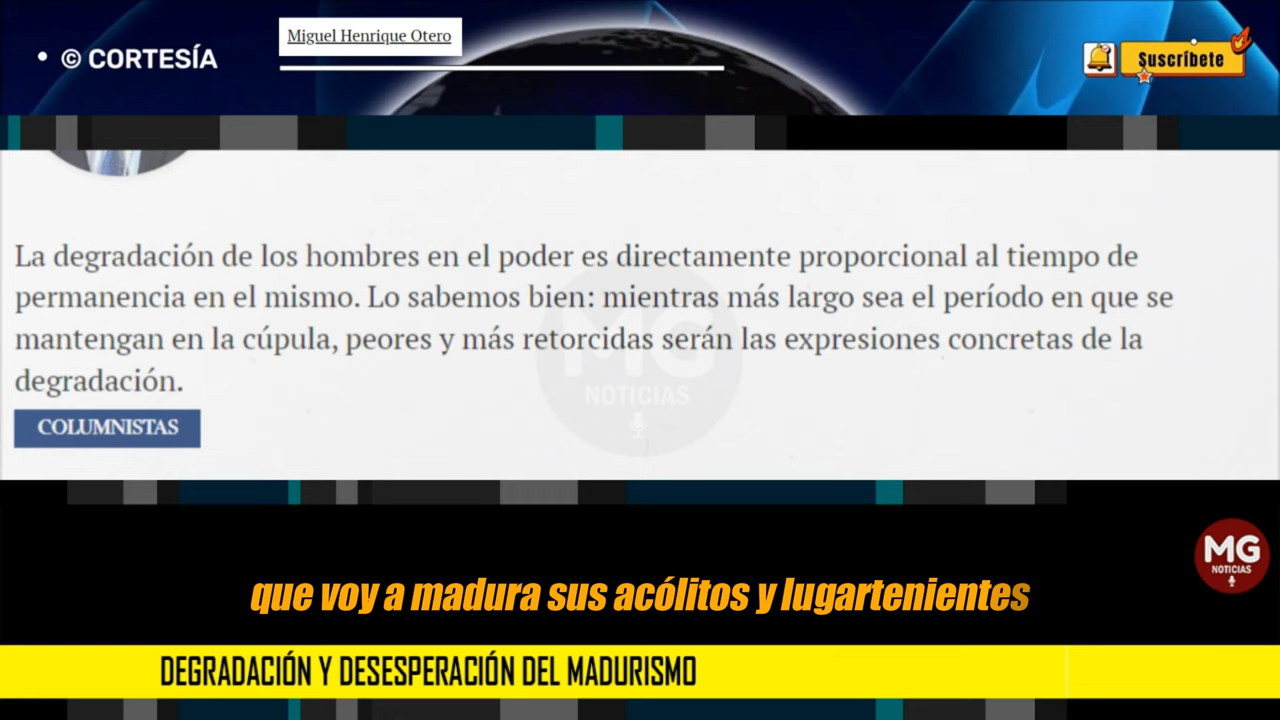 • © CORTESÍA
Miguel Henrique Otero
Suscríbete
La degradación de los hombres en el poder es directamente proporcional al tiempo de
permanencia en el mismo. Lo sabemos bien: mientras más largo sea el período en que se
mantengan en la cúpula, peores y más retorcidas serán las expresiones concretas de la
degradación.
MG
NOTICIAS
COLUMNISTAS
MG
NOTICIAS
que voy a madura sus acólitos y lugartenientes
DEGRADACIÓN Y DESESPERACIÓN DEL MADURISMO